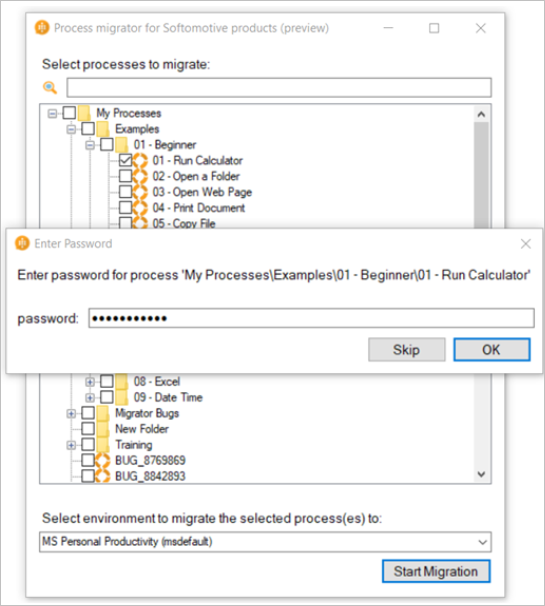 Process migrator for Softomotive products (preview)
Select processes to migrate:
My Processes
Examples
01 - Beginner
01 - Run Calculator
02 - Open a Folder
03 - Open Web Page
04 - Print Document
05 - Copy File
Enter Password
Enter password for process 'My Processes\Examples\01 - Beginner\01 - Run Calculator'
password: •••••••••••
Skip OK
08 - Excel
09 - Date Time
Migrator Bugs
New Folder
Training
BUG_8769869
BUG_8842893
Select environment to migrate the selected process(es) to:
MS Personal Productivity (msdefault)
Start Migration